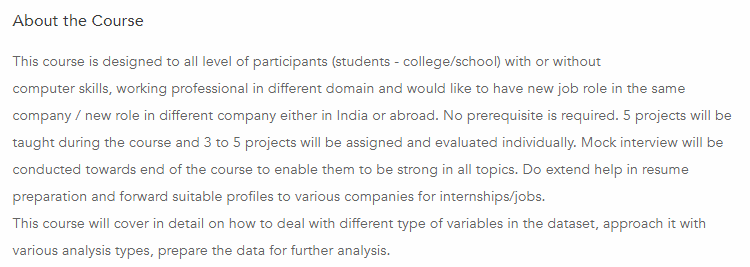 About the Course
This course is designed to all level of participants (students - college/school) with or without
computer skills, working professional in different domain and would like to have new job role in the same
company / new role in different company either in India or abroad. No prerequisite is required. 5 projects will be
taught during the course and 3 to 5 projects will be assigned and evaluated individually. Mock interview will be
conducted towards end of the course to enable them to be strong in all topics. Do extend help in resume
preparation and forward suitable profiles to various companies for internships/jobs.
This course will cover in detail on how to deal with different type of variables in the dataset, approach it with
various analysis types, prepare the data for further analysis.